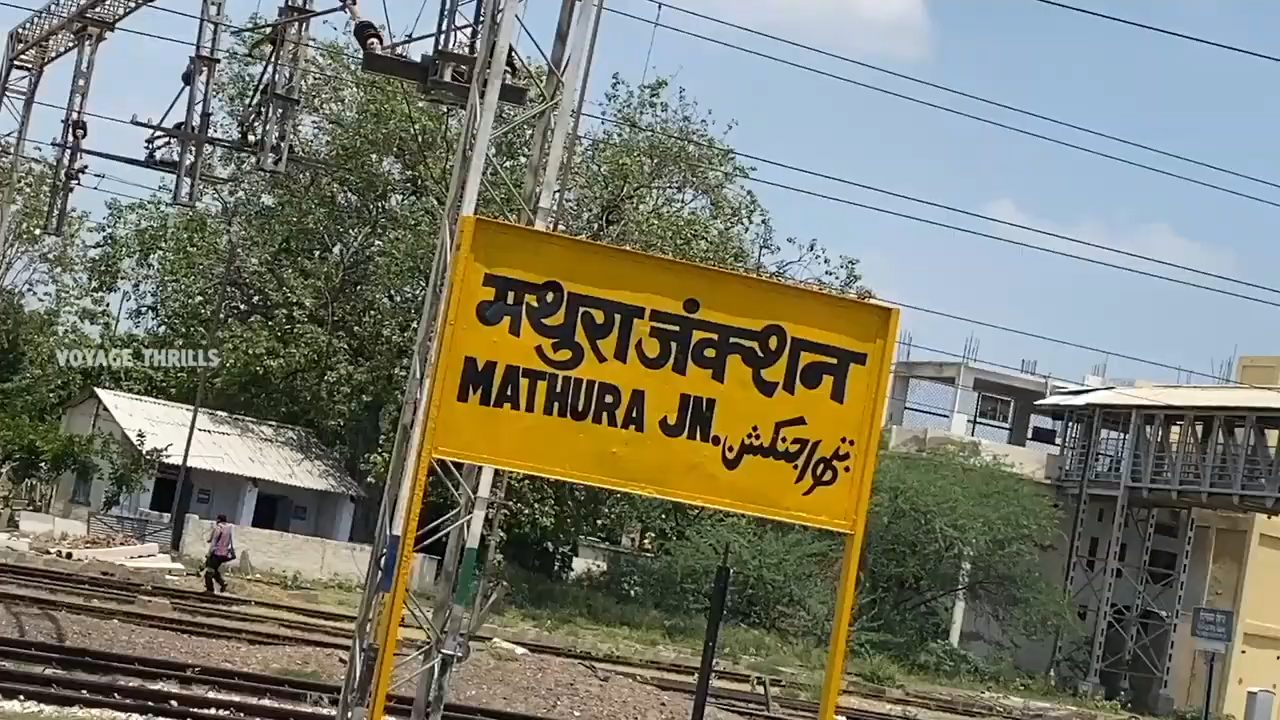 VOYAGE THRILLS
मथुरा जंक्शन
MATHURA JN.
متھرا جنکشن